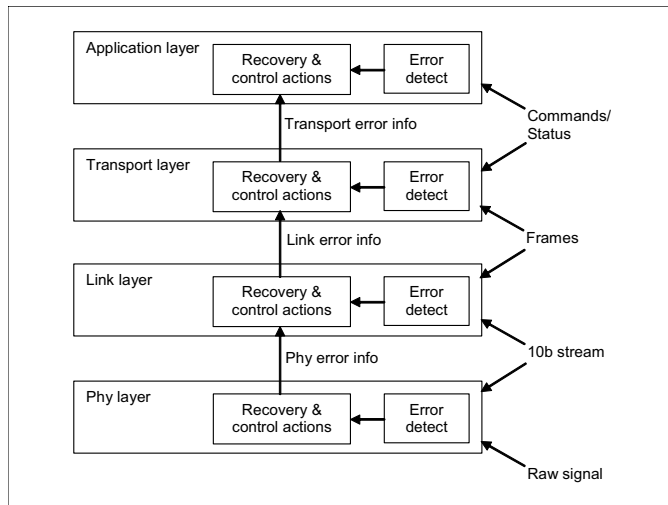 Application layer
Recovery &
control actions
Error
detect
Transport error info
Commands/
Status
Transport layer
Recovery &
control actions
Error
detect
Link error info
Frames
Link layer
Recovery &
control actions
Error
detect
Phy error info
10b stream
Phy layer
Recovery &
control actions
Error
detect
Raw signal